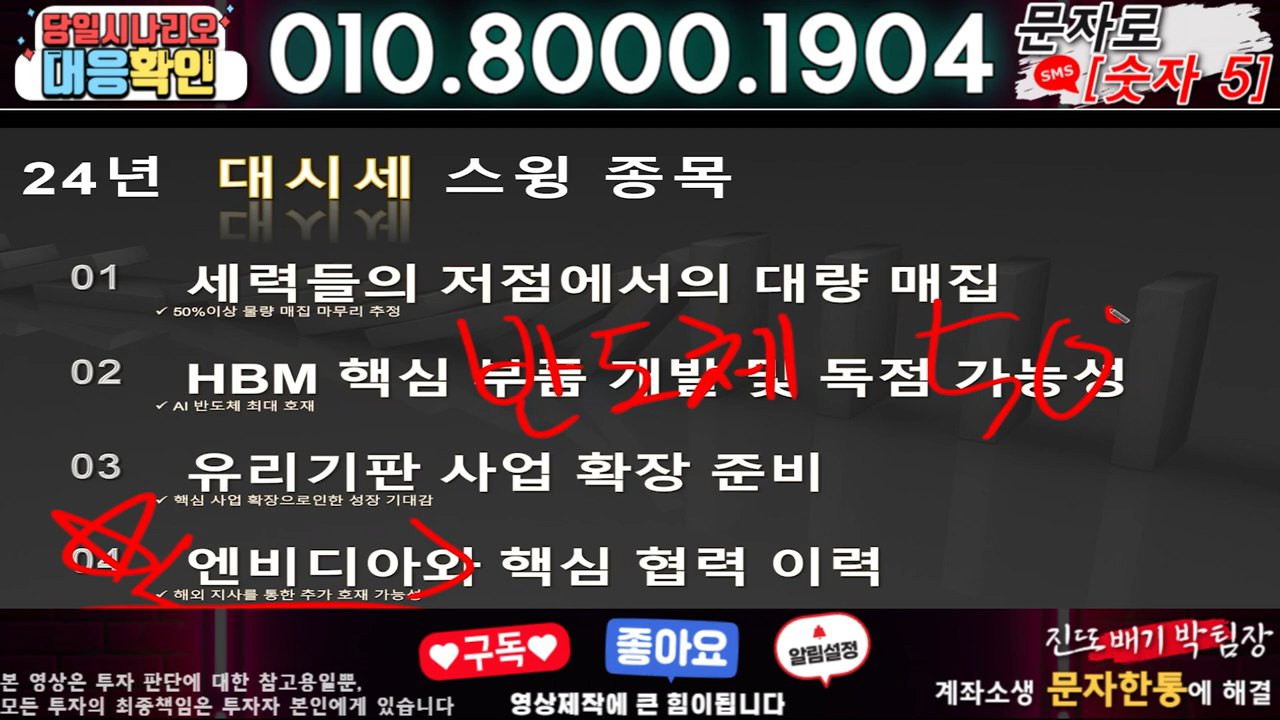 당일시나리오
대응확인
010.8000.1904
문자로
SMS
[숫자 5]
24년 대시세 스윙 종목
01 세력들의 저점에서의 대량 매집
✓ 50%이상 물량 매집 마무리 추정
02 HBM 핵심 부품 개발 및 독점 가능성
✓ AI 반도체 최대 호재
반도체 50
03 유리기판 사업 확장 준비
✓ 핵심 사업 확장으로인한 성장 기대감
04 엔비디아와 핵심 협력 이력
✓ 해외 지사를 통한 추가 호재 가능성
구독
좋아요
알림설정
진또배기 박팀장
본 영상은 투자 판단에 대한 참고용일뿐,
모든 투자의 최종책임은 투자자 본인에게 있습니다
영상제작에 큰 힘이됩니다
계좌소생 문자한통에 해결